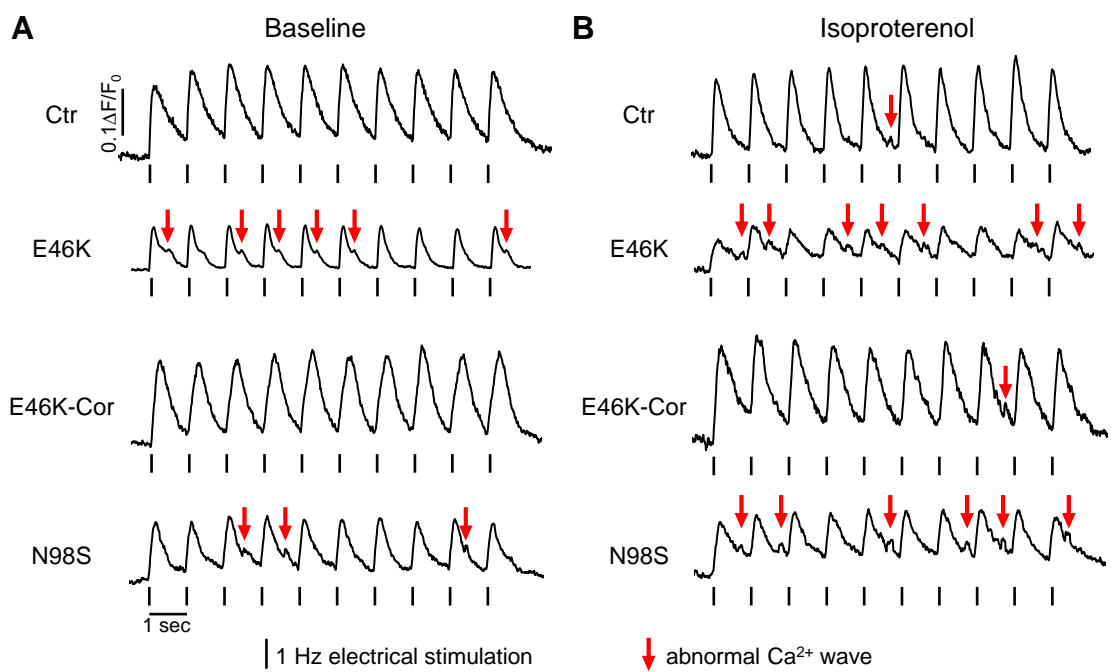 A
Baseline
B
Isoproterenol
Ctr
0.1ΔF/F₀
Ctr
E46K
E46K
E46K-Cor
E46K-Cor
N98S
N98S
1 sec
1 Hz electrical stimulation
abnormal Ca²⁺ wave